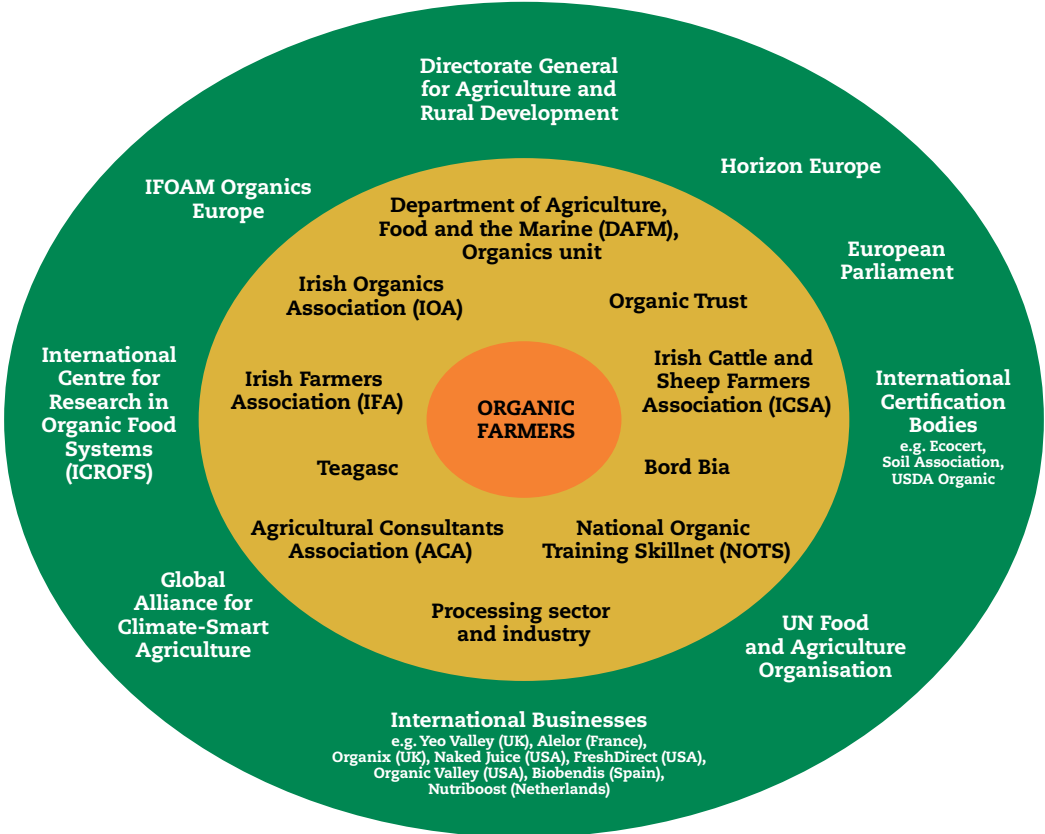 Directorate General
for Agriculture and
Rural Development
Horizon Europe
IFOAM Organics
Europe
Department of Agriculture,
Food and the Marine (DAFM),
Organics unit
European
Parliament
Irish Organics
Association (IOA)
Organic Trust
International
Centre for
Research in
Organic Food
Systems
(ICROFS)
Irish Farmers
Association (IFA)
ORGANIC
FARMERS
Irish Cattle and
Sheep Farmers
Association (ICSA)
International
Certification
Bodies
e.g. Ecocert,
Soil Association,
USDA Organic
Teagasc
Bord Bia
Agricultural Consultants
Association (ACA)
National Organic
Training Skillnet (NOTS)
Global
Alliance for
Climate-Smart
Agriculture
Processing sector
and industry
UN Food
and Agriculture
Organisation
International Businesses
e.g. Yeo Valley (UK), Alelor (France),
Organix (UK), Naked Juice (USA), FreshDirect (USA),
Organic Valley (USA), Biobendis (Spain),
Nutriboost (Netherlands)